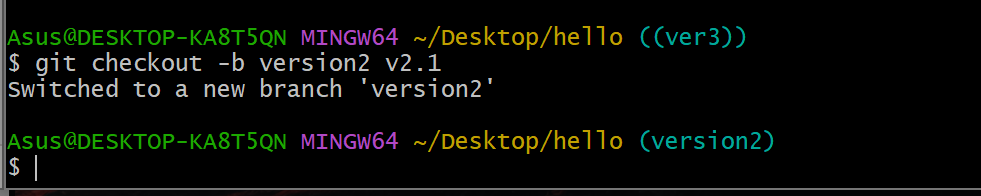 Asus@DESKTOP-KA8T5QN MINGW64 ~/Desktop/hello ((ver3))
$ git checkout -b version2 v2.1
Switched to a new branch 'version2'
Asus@DESKTOP-KA8T5QN MINGW64 ~/Desktop/hello (version2)
$